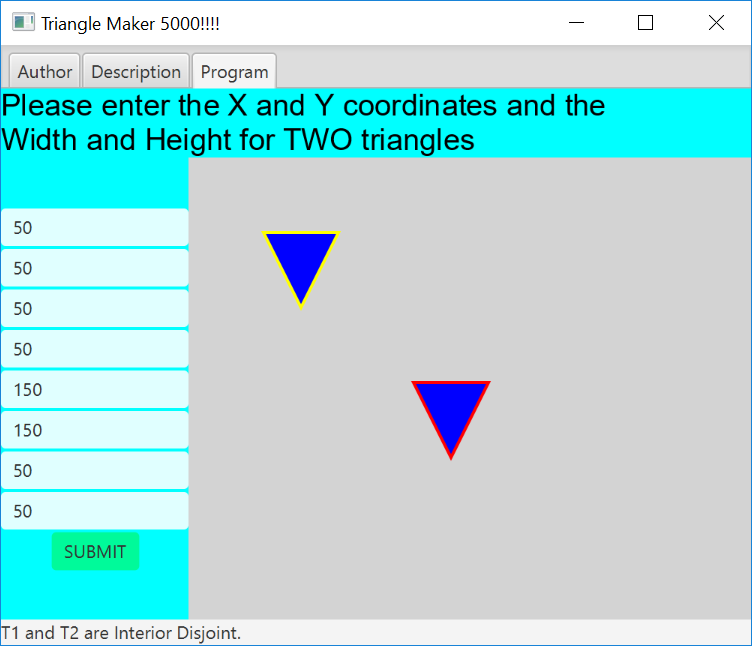 Triangle Maker 5000!!!!
Author Description Program
Please enter the X and Y coordinates and the
Width and Height for TWO triangles
50
50
50
50
150
150
50
50
SUBMIT
T1 and T2 are Interior Disjoint.